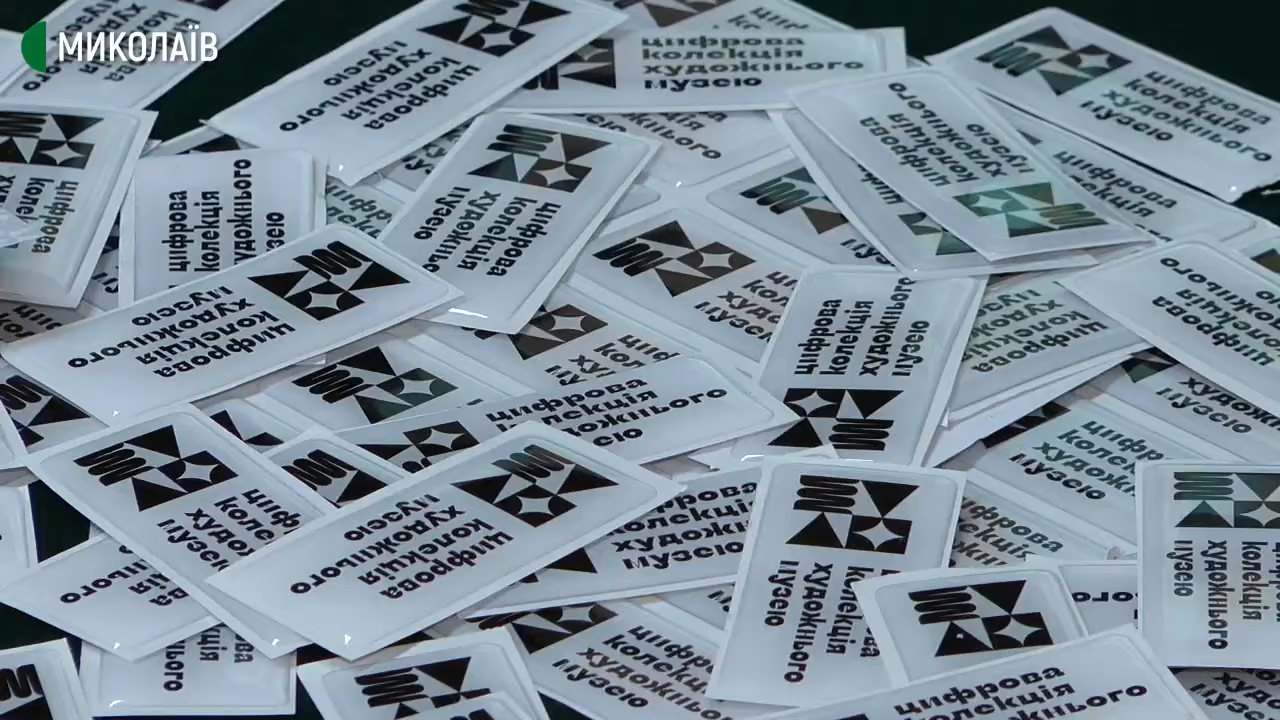 МИКОЛАЇВ
цифрова
колекція
художнього
музею